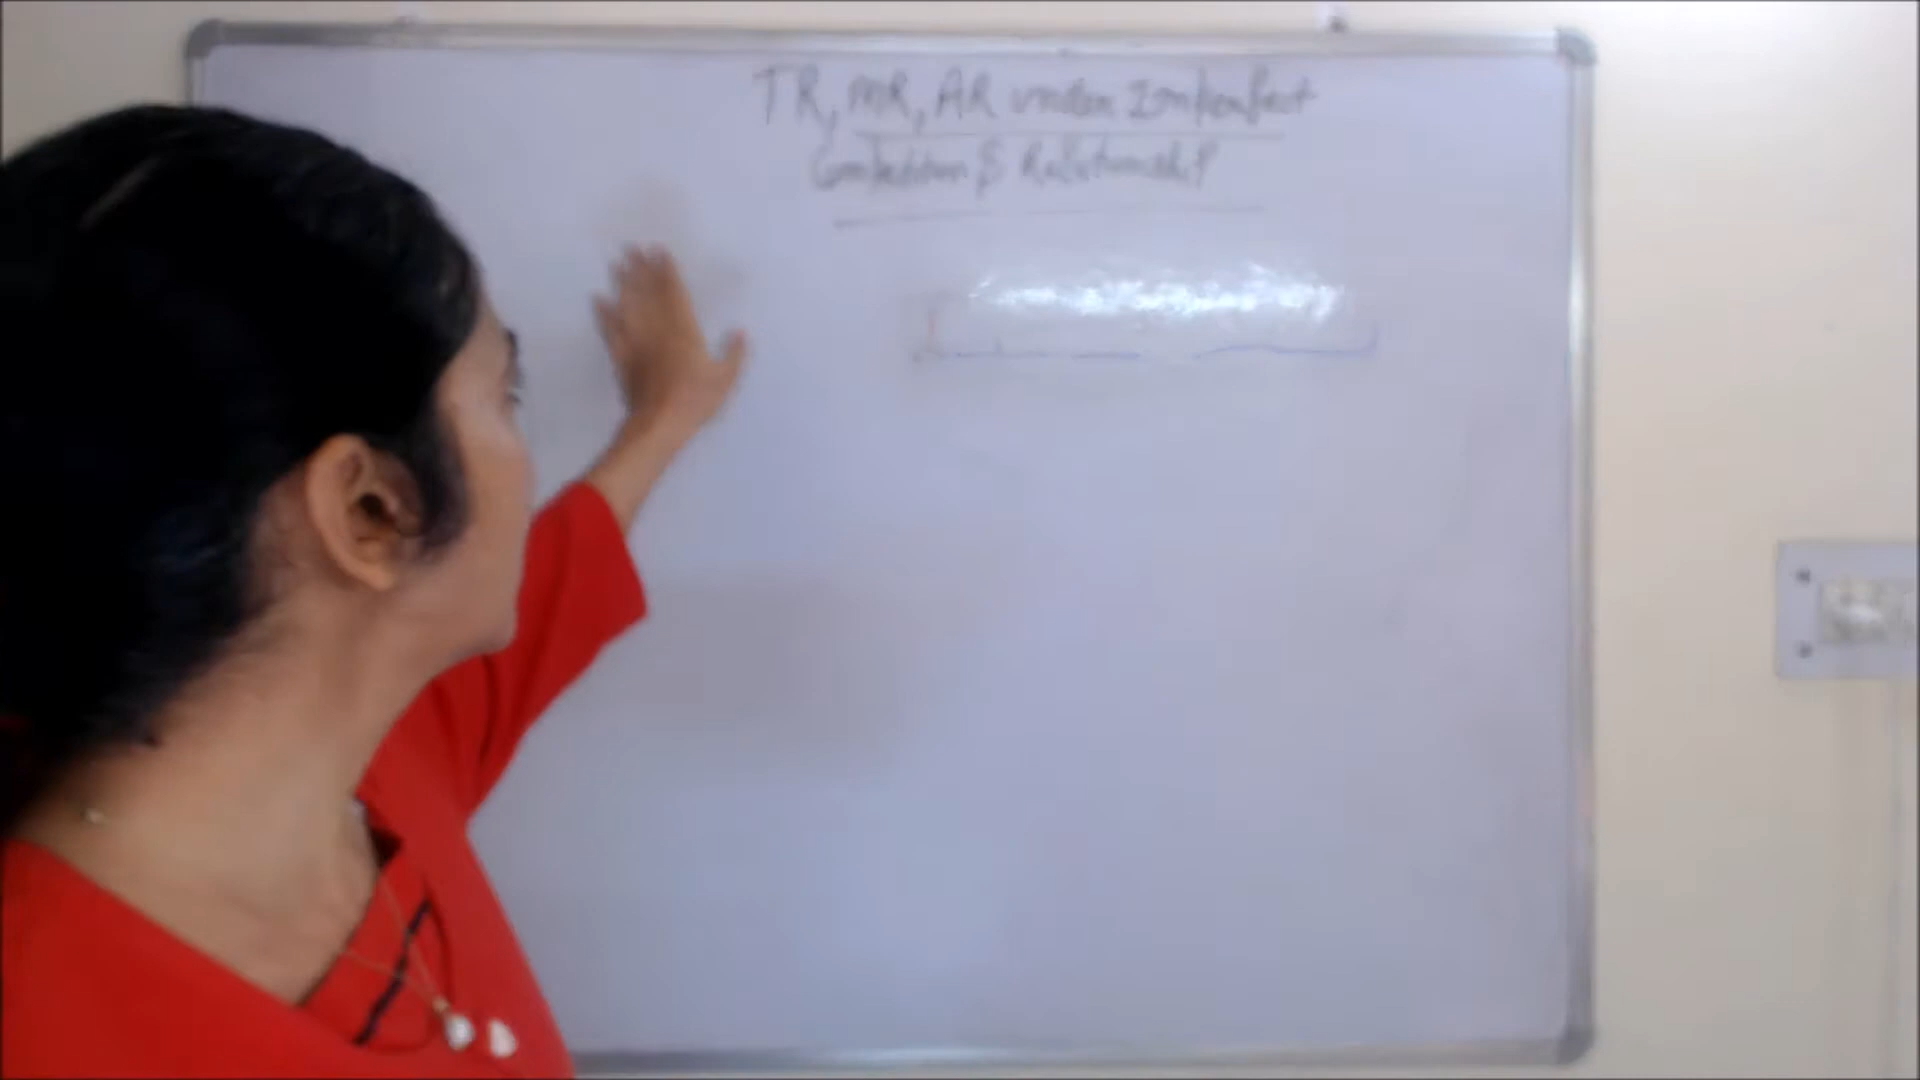 TR, MR, AR under Imperfect
Competition & Relationship